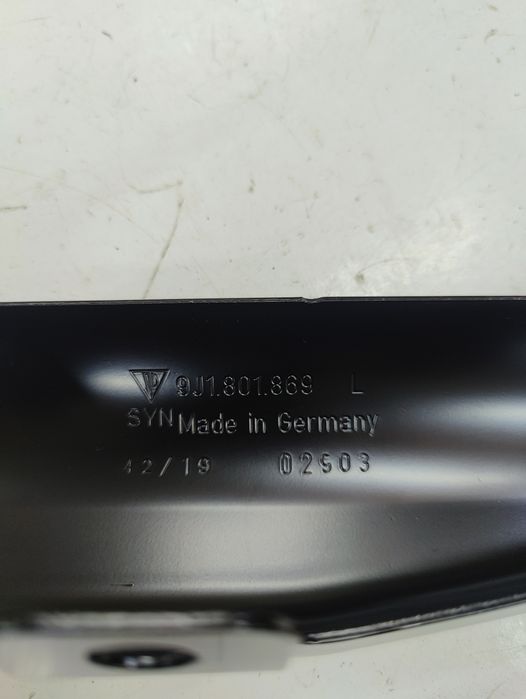 9J1.801.869 L
SYN Made in Germany
42/19 02903